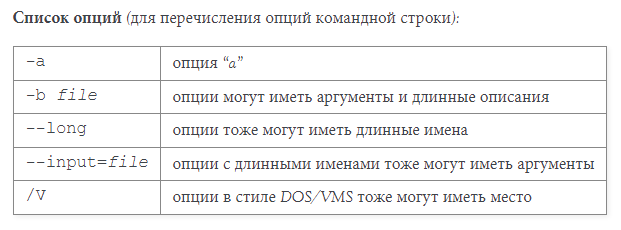 Список опций (для перечисления опций командной строки):
-a опция “a”
-b file опции могут иметь аргументы и длинные описания
--long опции тоже могут иметь длинные имена
--input=file опции с длинными именами тоже могут иметь аргументы
/V опции в стиле DOS/VMS тоже могут иметь место